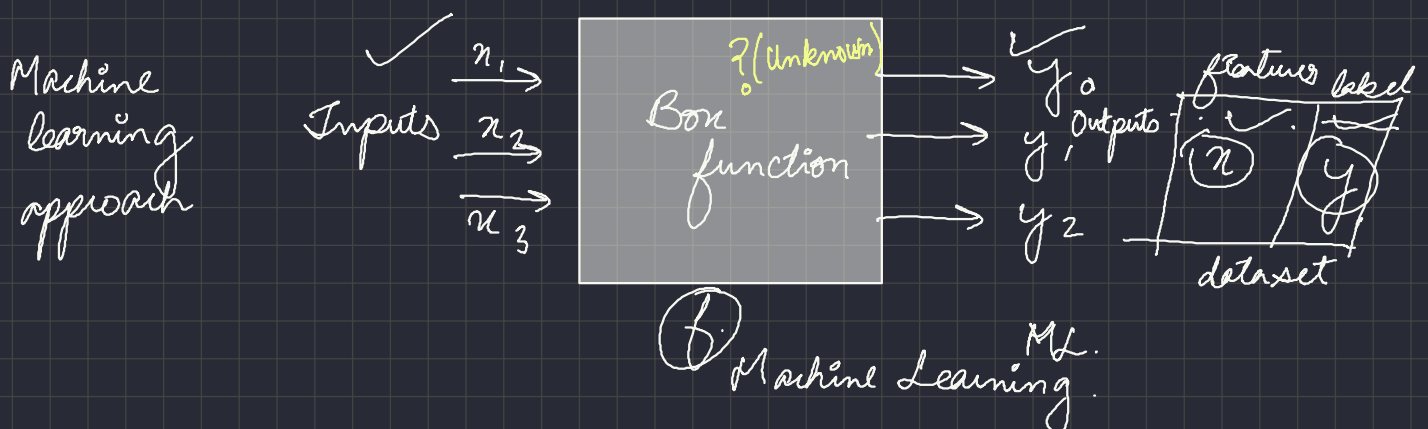 Machine
learning
approach
Inputs
x₁
x₂
x₃
?(Unknown)
Box
function
y₀
y₁
y₂
Outputs
features label
x y
dataset
f
ML.
Machine Learning.